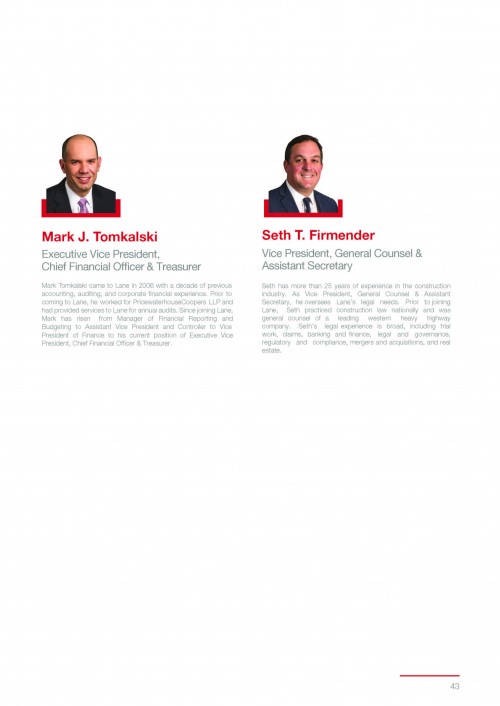 Mark J. Tomkalski
Executive Vice President,
Chief Financial Officer & Treasurer
Mark Tomkalski came to Lane in 2006 with a decade of previous
accounting, auditing, and corporate financial experience. Prior to
coming to Lane, he worked for PricewaterhouseCoopers LLP and
had provided services to Lane for annual audits. Since joining Lane,
Mark has risen from Manager of Financial Reporting and
Budgeting to Assistant Vice President and Controller to Vice
President of Finance to his current position of Executive Vice
President, Chief Financial Officer & Treasurer.
Seth T. Firmender
Vice President, General Counsel &
Assistant Secretary
Seth has more than 25 years of experience in the construction
industry. As Vice President, General Counsel & Assistant
Secretary, he oversees Lane's legal needs. Prior to joining
Lane, Seth practiced construction law nationally and was
general counsel of a leading western heavy highway
company. Seth's legal experience is broad, including trial
work, claims, banking and finance, legal and governance,
regulatory and compliance, mergers and acquisitions, and real
estate.
43